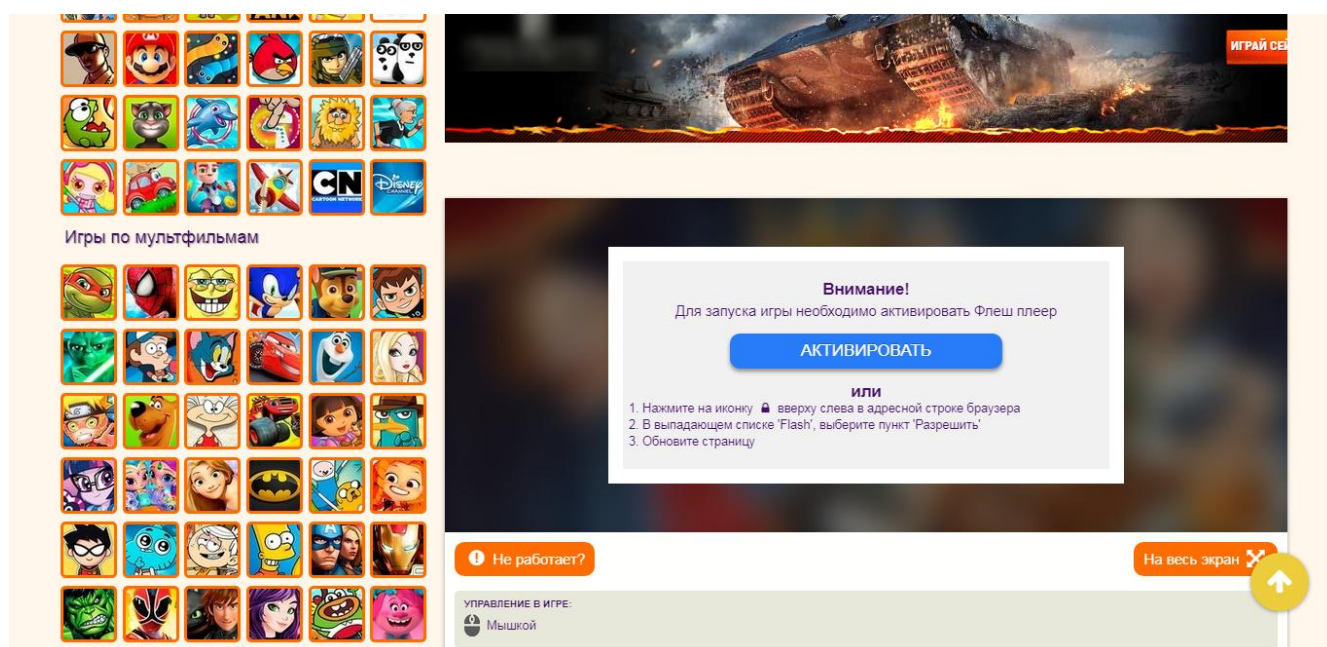 ИГРАЙ СЕЙ
CN
CARTOON NETWORK
Disney
CHANNEL
Игры по мультфильмам
Внимание!
Для запуска игры необходимо активировать Флеш плеер
АКТИВИРОВАТЬ
или
1. Нажмите на иконку вверху слева в адресной строке браузера
2. В выпадающем списке 'Flash', выберите пункт 'Разрешить'
3. Обновите страницу
Не работает?
На весь экран
УПРАВЛЕНИЕ В ИГРЕ:
Мышкой